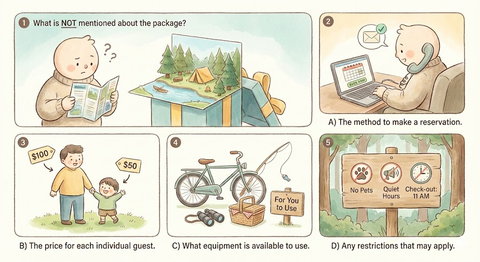 1
What is NOT mentioned about the package?
2
A) The method to make a reservation.
3
$100
$50
B) The price for each individual guest.
4
For You
to Use
C) What equipment is available to use.
5
No Pets
Quiet
Hours
Check-out:
11 AM
D) Any restrictions that may apply.